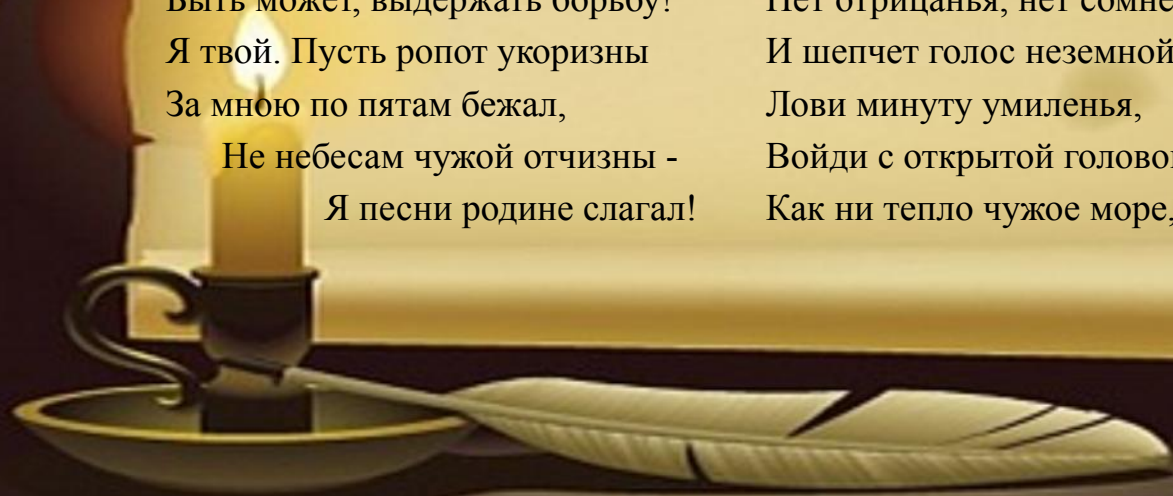 Быть может, выдержать борьбу!
Я твой. Пусть ропот укоризны
За мною по пятам бежал,
Не небесам чужой отчизны -
Я песни родине слагал!
Нет отрицанья, нет
И шепчет голос неземной
Лови минуту умиленья,
Войди с открытой
Как ни тепло чужое море,